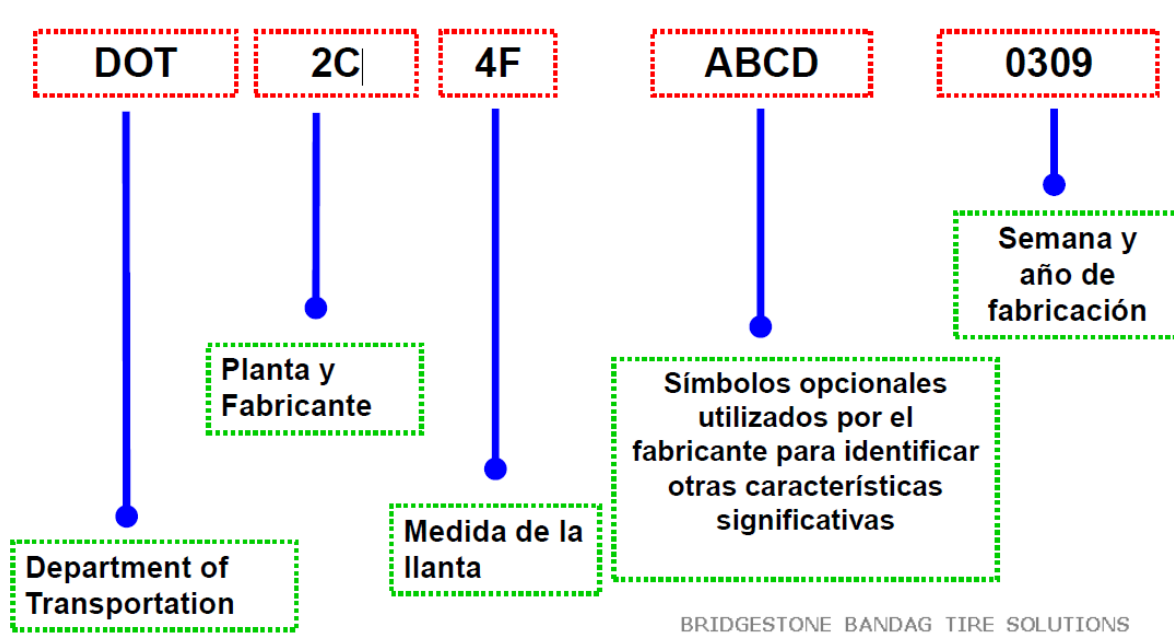 DOT 2C 4F ABCD 0309
Semana y
año de
fabricación
Planta y
Fabricante
Símbolos opcionales
utilizados por el
fabricante para identificar
otras características
significativas
Medida de la
llanta
Department of
Transportation
BRIDGESTONE BANDAG TIRE SOLUTIONS